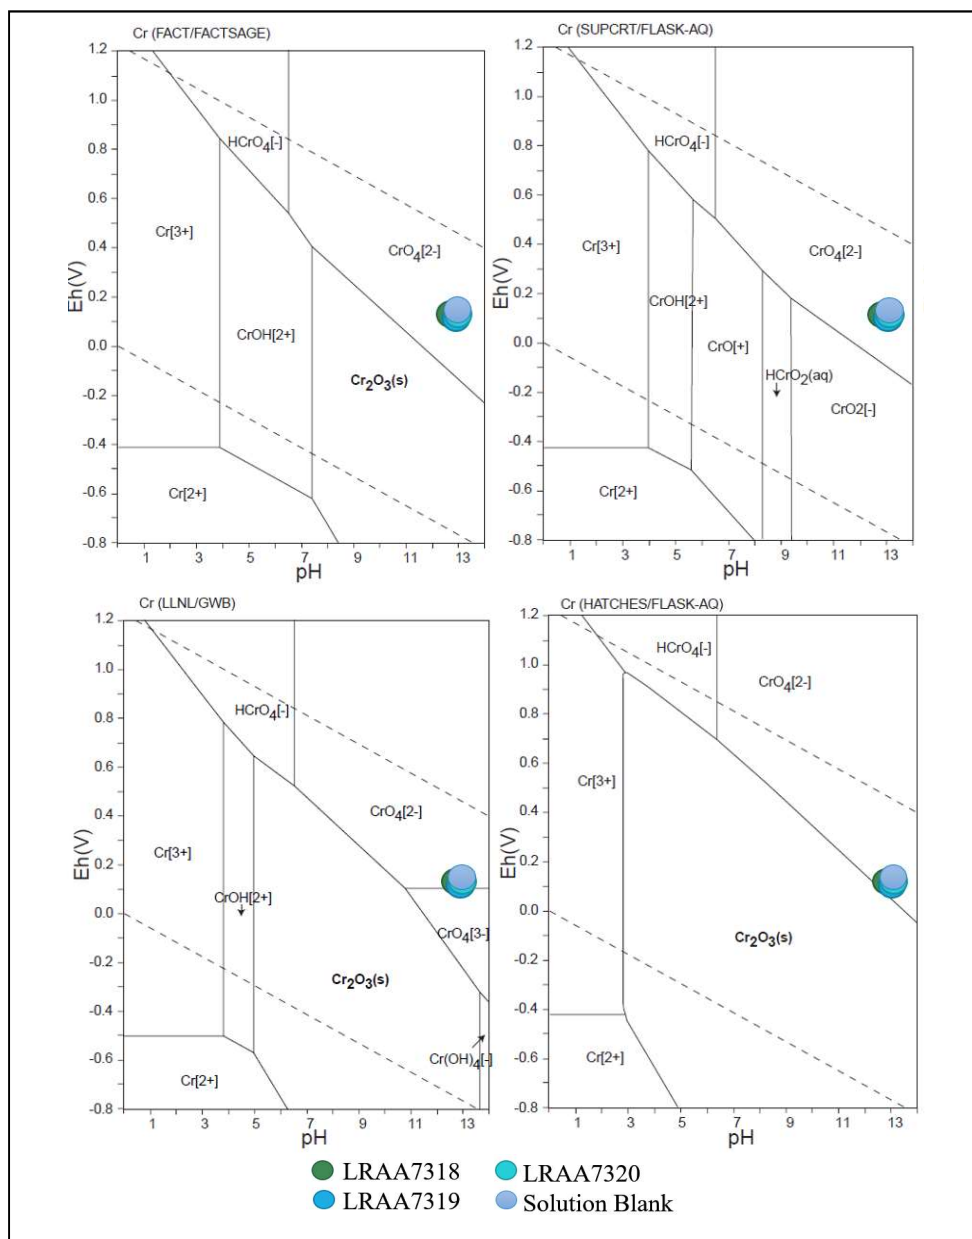 Cr (FACT/FACTSAGE)
1.2
1.0
0.8
0.6
0.4
0.2
0.0
-0.2
-0.4
-0.6
-0.8
Eh(V)
HCrO4[-]
Cr[3+]
CrO4[2-]
CrOH[2+]
Cr2O3(s)
Cr[2+]
1 3 5 7 9 11 13
pH
Cr (SUPCRT/FLASK-AQ)
1.2
1.0
0.8
0.6
0.4
0.2
0.0
-0.2
-0.4
-0.6
-0.8
Eh(V)
HCrO4[-]
Cr[3+]
CrO4[2-]
CrOH[2+]
CrO[+]
HCrO2(aq)
CrO2[-]
Cr[2+]
1 3 5 7 9 11 13
pH
Cr (LLNL/GWB)
1.2
1.0
0.8
0.6
0.4
0.2
0.0
-0.2
-0.4
-0.6
-0.8
Eh(V)
HCrO4[-]
CrO4[2-]
Cr[3+]
CrOH[2+]
CrO4[3-]
Cr2O3(s)
Cr(OH)4[-]
Cr[2+]
1 3 5 7 9 11 13
pH
Cr (HATCHES/FLASK-AQ)
1.2
1.0
0.8
0.6
0.4
0.2
0.0
-0.2
-0.4
-0.6
-0.8
Eh(V)
HCrO4[-]
CrO4[2-]
Cr[3+]
Cr2O3(s)
Cr[2+]
1 3 5 7 9 11 13
pH
LRAA7318
LRAA7320
LRAA7319
Solution Blank